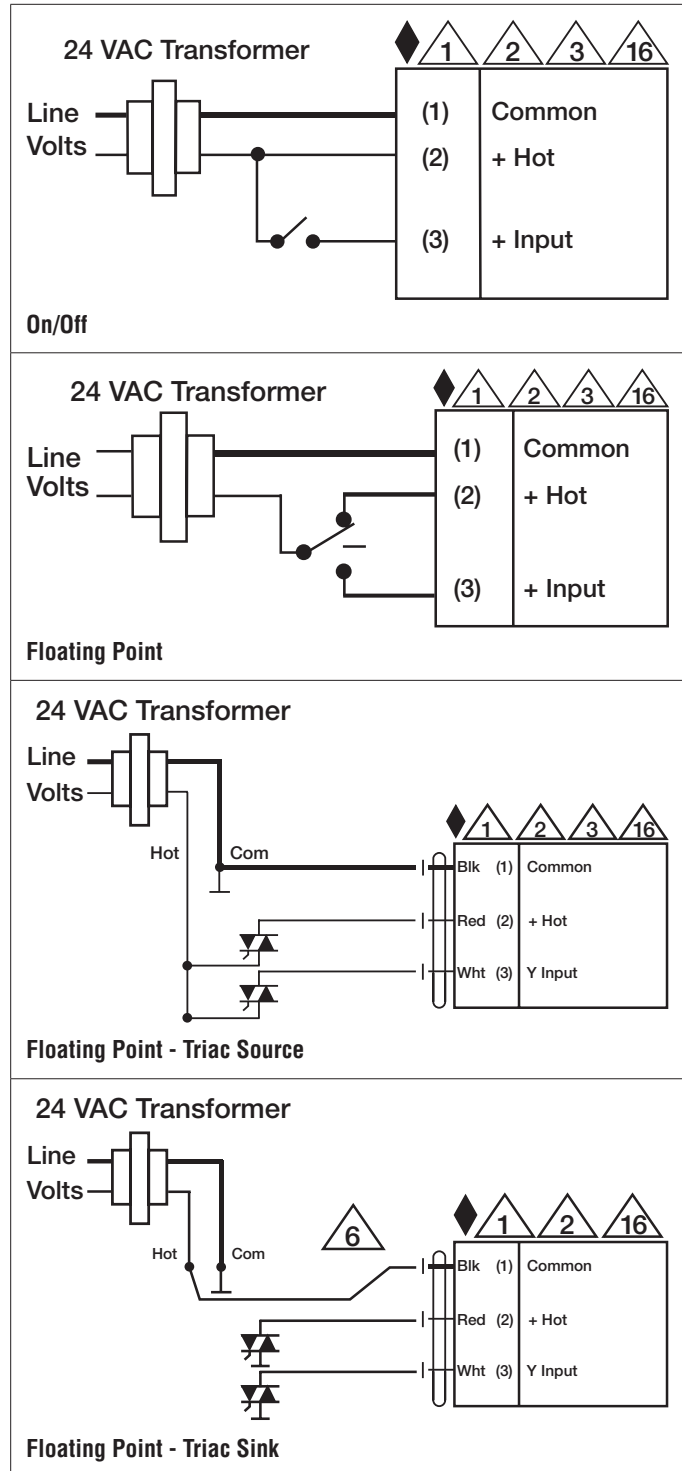 24 VAC Transformer
1 2 3 16
Line
Volts
(1) Common
(2) + Hot
(3) + Input
On/Off
24 VAC Transformer
1 2 3 16
Line
Volts
(1) Common
(2) + Hot
(3) + Input
Floating Point
24 VAC Transformer
Line
Volts
1 2 3 16
Hot Com
Blk (1) Common
Red (2) + Hot
Wht (3) Y Input
Floating Point - Triac Source
24 VAC Transformer
Line
Volts
6
1 2 16
Hot Com
Blk (1) Common
Red (2) + Hot
Wht (3) Y Input
Floating Point - Triac Sink